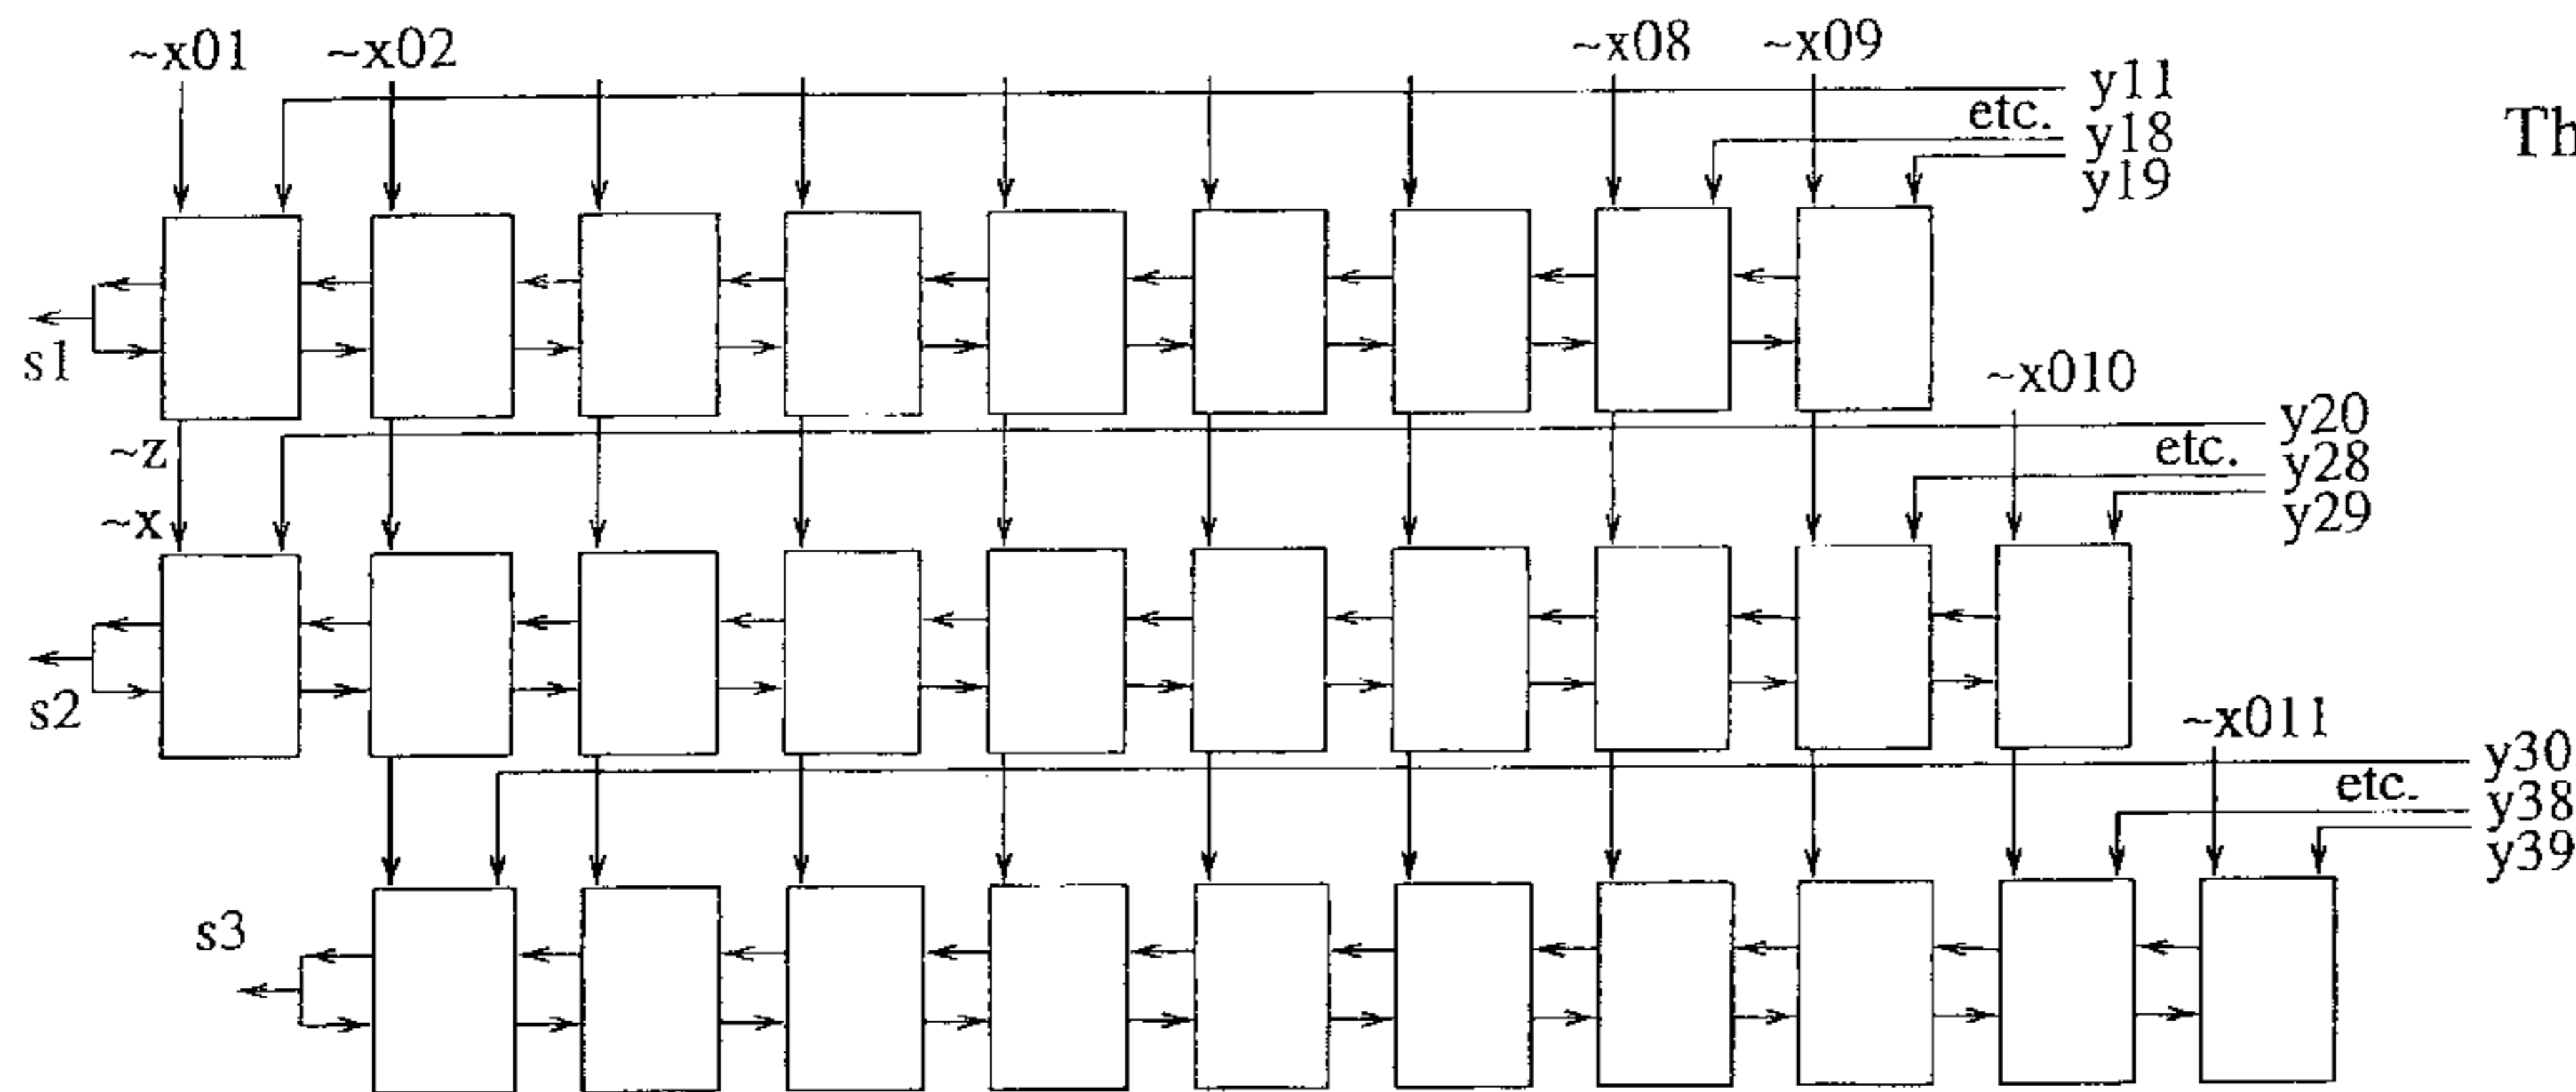 ~x01 ~x02 ~x08 ~x09
y11
etc. y18
y19
Th
s1
~x010
~z
y20
etc. y28
~x
y29
s2
~x011
y30
etc. y38
y39
s3